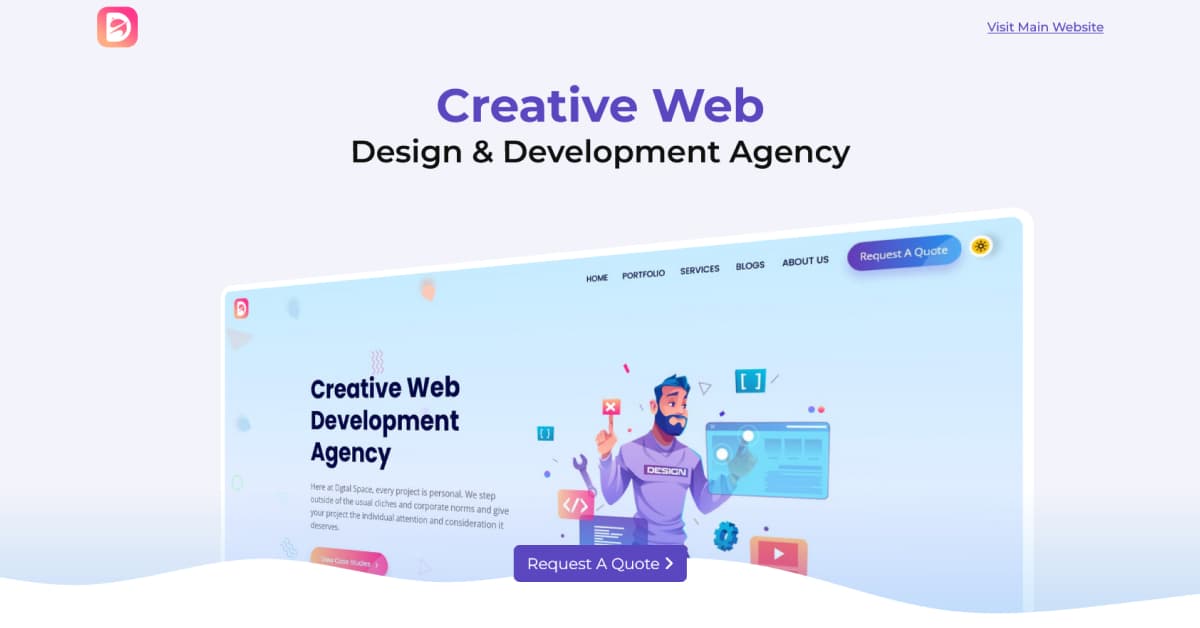 Visit Main Website
Creative Web
Design & Development Agency
HOME PORTFOLIO SERVICES BLOGS ABOUT US Request A Quote
Creative Web
Development
Agency
DESIGN
Here at Digtal Space, every project is personal. We step
outside of the usual cliches and corporate norms and give
your project the individual attention and consideration it
deserves.
View Case Studies
Request A Quote